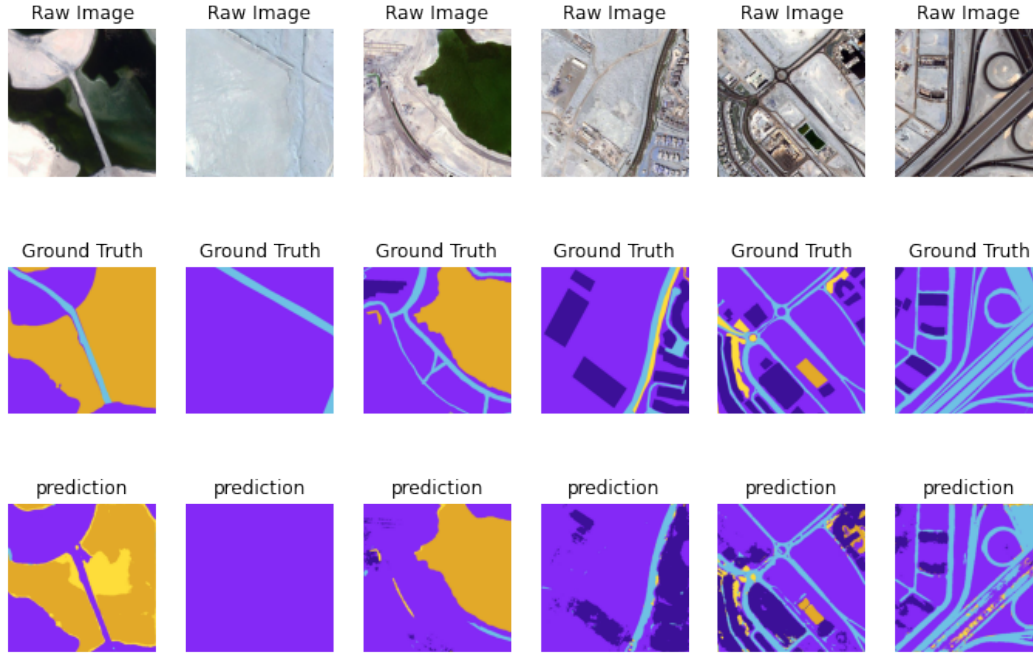 Raw Image Raw Image Raw Image Raw Image Raw Image Raw Image
Ground Truth Ground Truth Ground Truth Ground Truth Ground Truth Ground Truth
prediction prediction prediction prediction prediction prediction